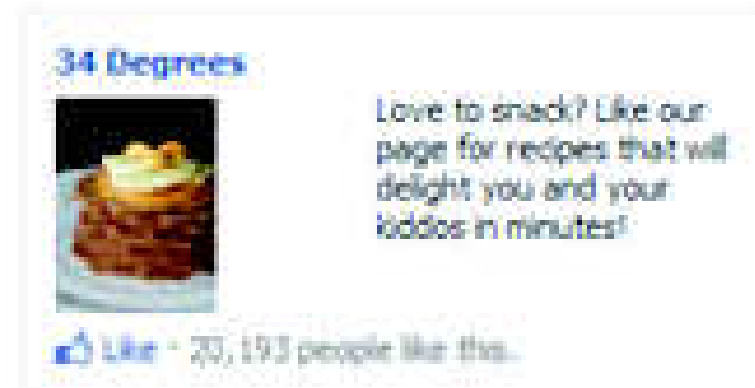 34 Degrees
Love to snack? Like our
page for recipes that will
delight you and your
kiddos in minutes!
Like · 20,193 people like this.